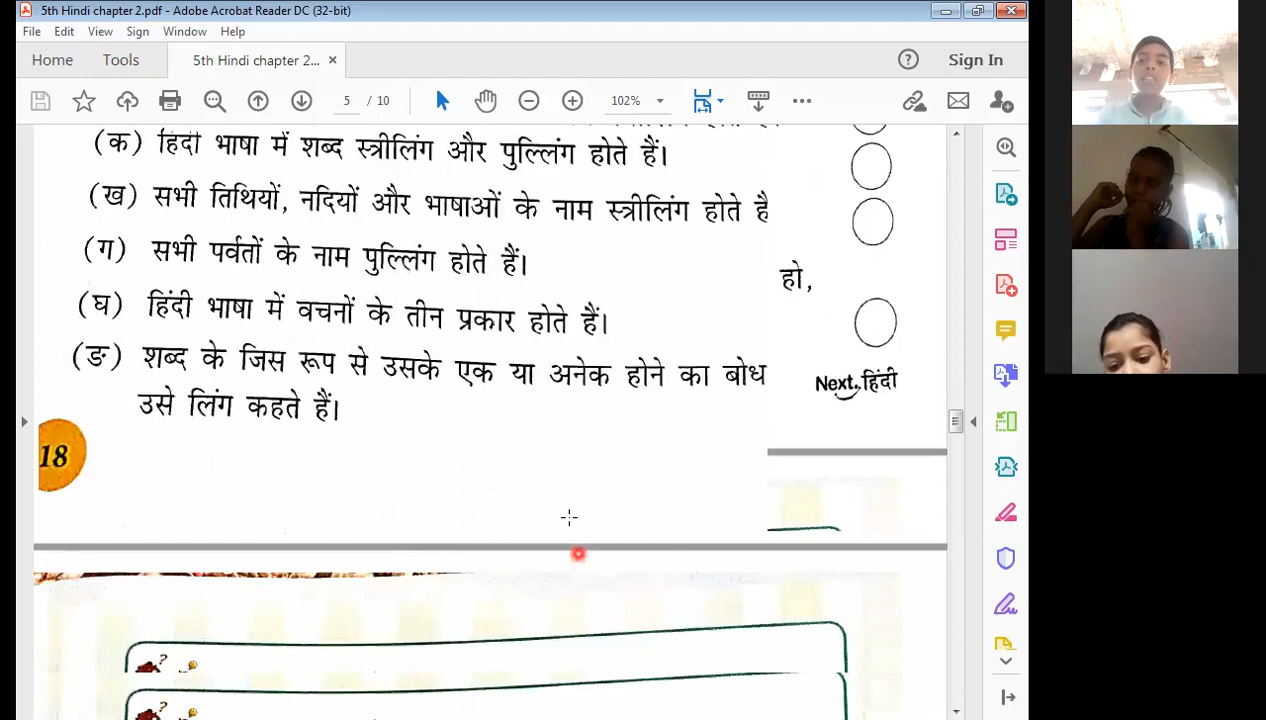 5th Hindi chapter 2.pdf - Adobe Acrobat Reader DC (32-bit)
File Edit View Sign Window Help
Home Tools 5th Hindi chapter 2... × Sign In
5 / 10 102%
(क) हिंदी भाषा में शब्द स्त्रीलिंग और पुल्लिंग होते हैं।
(ख) सभी तिथियों, नदियों और भाषाओं के नाम स्त्रीलिंग होते है
(ग) सभी पर्वतों के नाम पुल्लिंग होते हैं।
हो,
(घ) हिंदी भाषा में वचनों के तीन प्रकार होते हैं।
(ङ) शब्द के जिस रूप से उसके एक या अनेक होने का बोध
उसे लिंग कहते हैं।
Next. हिंदी
18